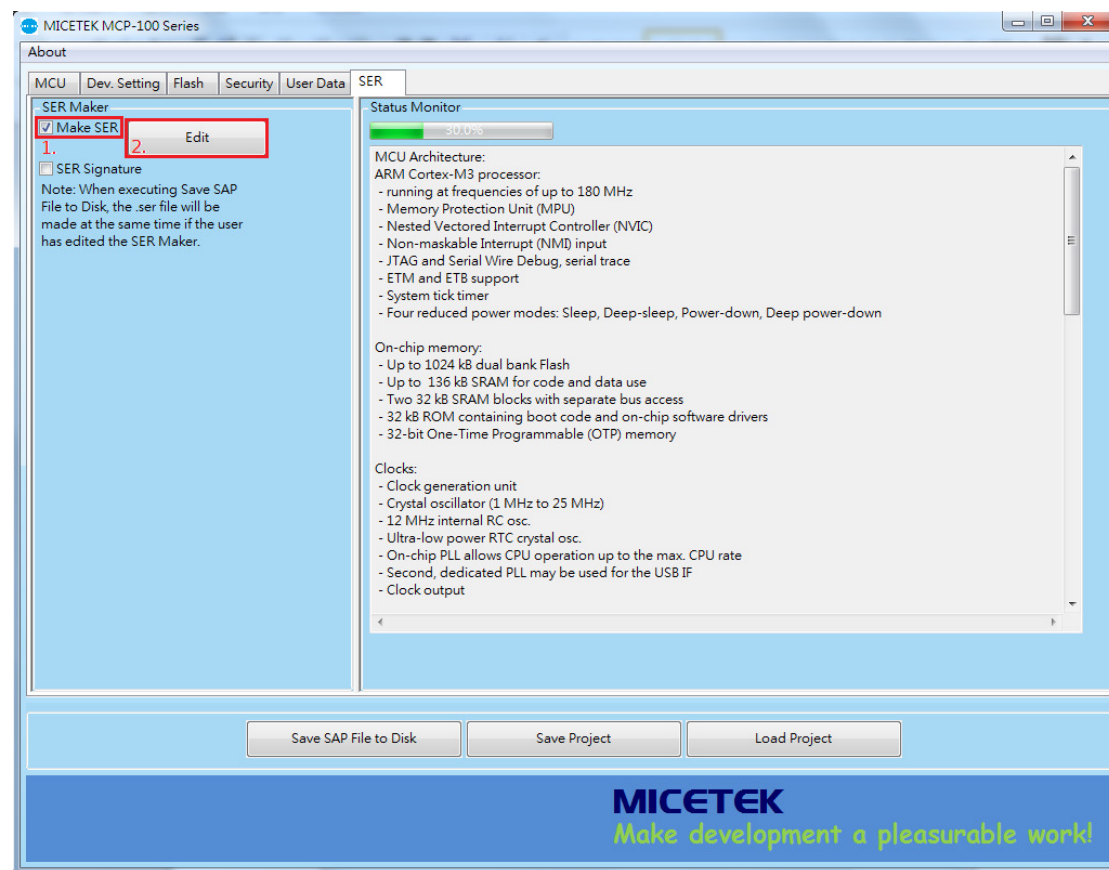 MICETEK MCP-100 Series
About
MCU Dev. Setting Flash Security User Data SER
SER Maker
Make SER
1.
2.
Edit
SER Signature
Note: When executing Save SAP
File to Disk, the .ser file will be
made at the same time if the user
has edited the SER Maker.
Status Monitor
30.0%
MCU Architecture:
ARM Cortex-M3 processor:
- running at frequencies of up to 180 MHz
- Memory Protection Unit (MPU)
- Nested Vectored Interrupt Controller (NVIC)
- Non-maskable Interrupt (NMI) input
- JTAG and Serial Wire Debug, serial trace
- ETM and ETB support
- System tick timer
- Four reduced power modes: Sleep, Deep-sleep, Power-down, Deep power-down
On-chip memory:
- Up to 1024 kB dual bank Flash
- Up to 136 kB SRAM for code and data use
- Two 32 kB SRAM blocks with separate bus access
- 32 kB ROM containing boot code and on-chip software drivers
- 32-bit One-Time Programmable (OTP) memory
Clocks:
- Clock generation unit
- Crystal oscillator (1 MHz to 25 MHz)
- 12 MHz internal RC osc.
- Ultra-low power RTC crystal osc.
- On-chip PLL allows CPU operation up to the max. CPU rate
- Second, dedicated PLL may be used for the USB IF
- Clock output
Save SAP File to Disk Save Project Load Project
MICETEK
Make development a pleasurable work!